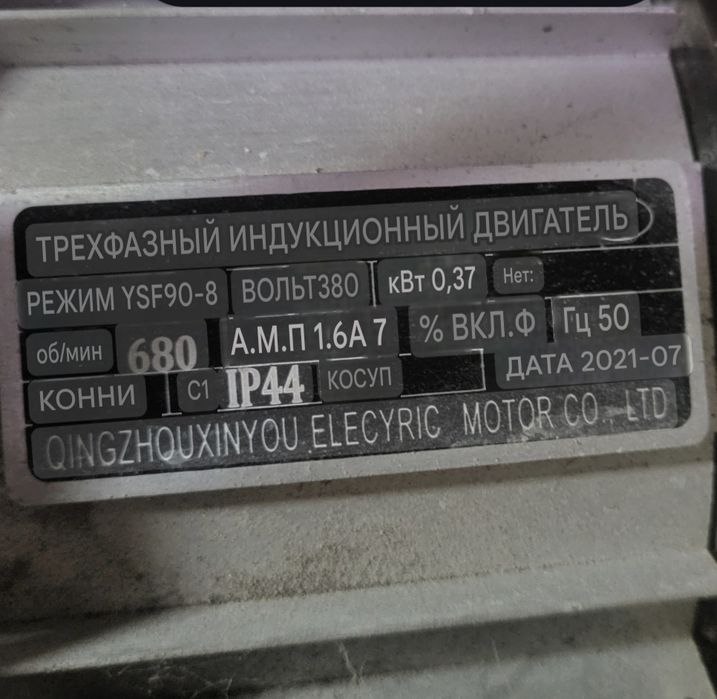 ТРЕХФАЗНЫЙ ИНДУКЦИОННЫЙ ДВИГАТЕЛЬ
РЕЖИМ YSF90-8 ВОЛЬТ380 кВт 0,37 Нет:
об/мин 680 А.М.П 1.6А 7 % ВКЛ.Ф Гц 50
КОННИ С1 IP44 КОСУП ДАТА 2021-07
QINGZHOUXINYOU ELECYRIC MOTOR CO., LTD